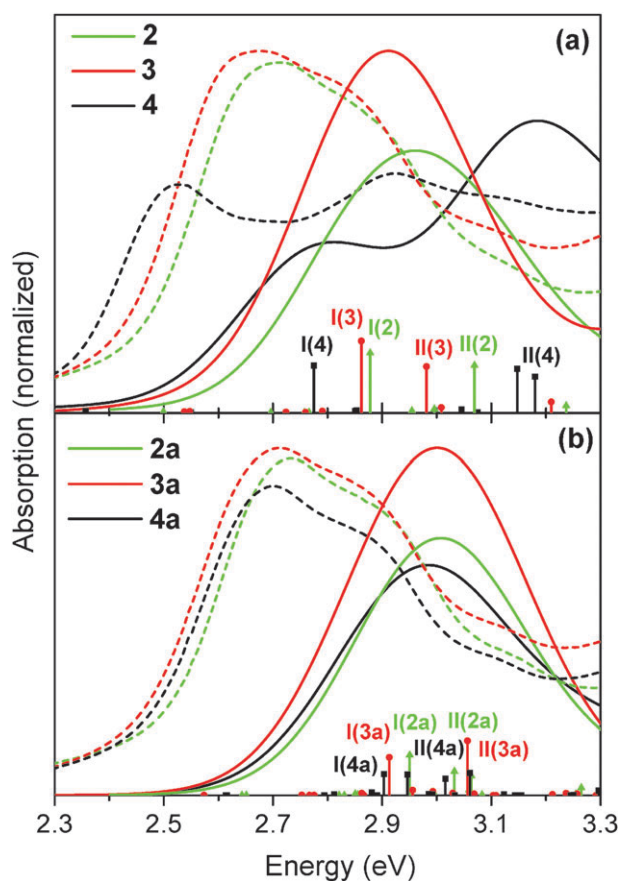 (a)
2
3
4
I(3)
I(2)
I(4)
II(3)
II(2)
II(4)
(b)
2a
3a
4a
I(2a)
II(2a)
I(3a)
II(4a)
II(3a)
I(4a)
2.3 2.5 2.7 2.9 3.1 3.3
Energy (eV)
Absorption (normalized)